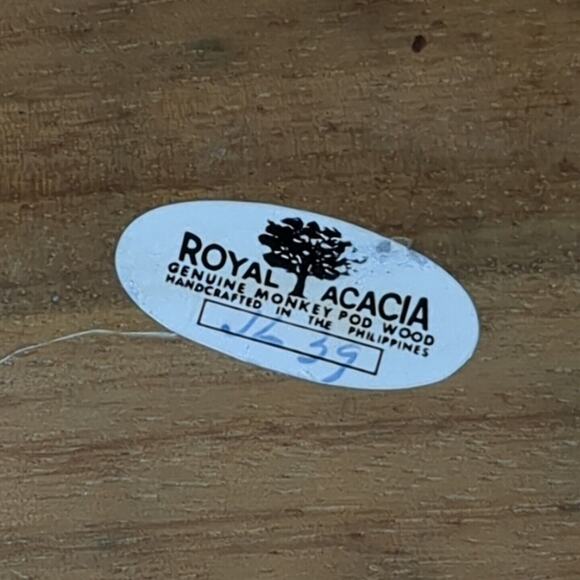 ROYAL ACACIA
GENUINE MONKEY POD WOOD
HANDCRAFTED IN THE PHILIPPINES